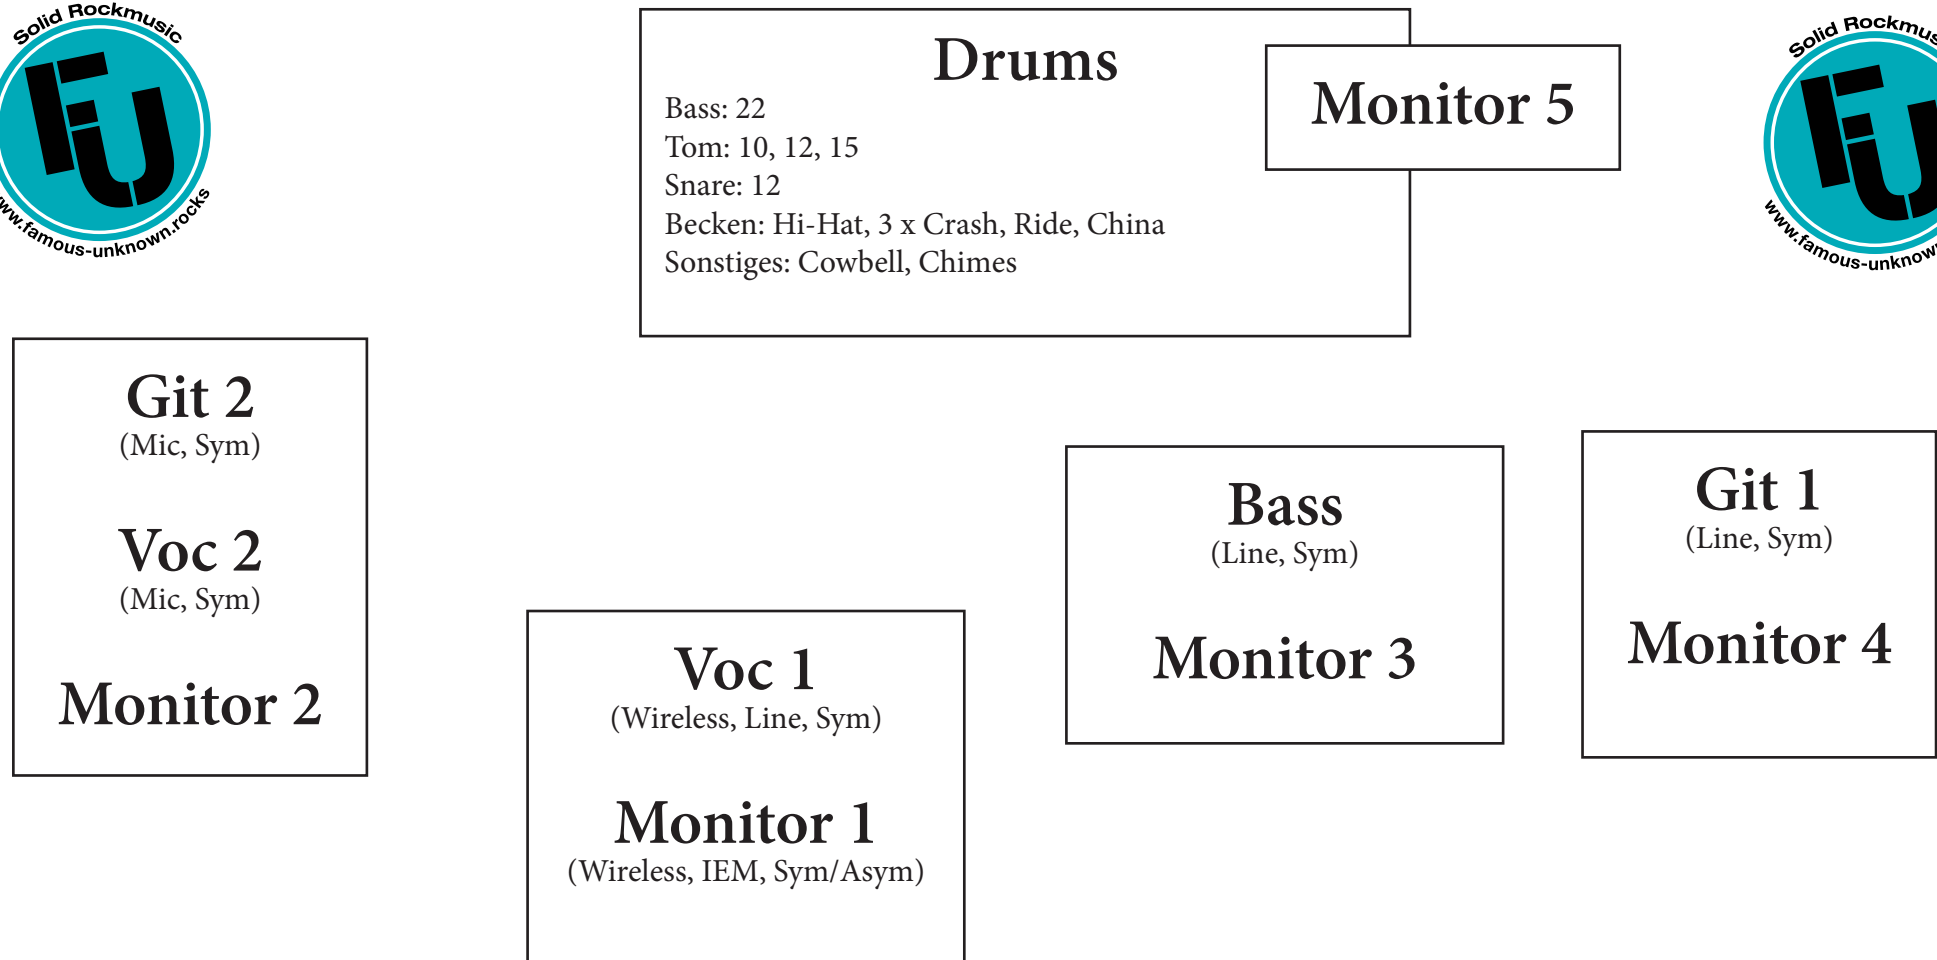 Solid Rockmusic
FU
www.famous-unknown.rocks
Drums
Bass: 22
Tom: 10, 12, 15
Snare: 12
Becken: Hi-Hat, 3 x Crash, Ride, China
Sonstiges: Cowbell, Chimes
Monitor 5
Solid Rockmus
FU
www.famous-unknow
Git 2
(Mic, Sym)
Voc 2
(Mic, Sym)
Monitor 2
Voc 1
(Wireless, Line, Sym)
Monitor 1
(Wireless, IEM, Sym/Asym)
Bass
(Line, Sym)
Monitor 3
Git 1
(Line, Sym)
Monitor 4